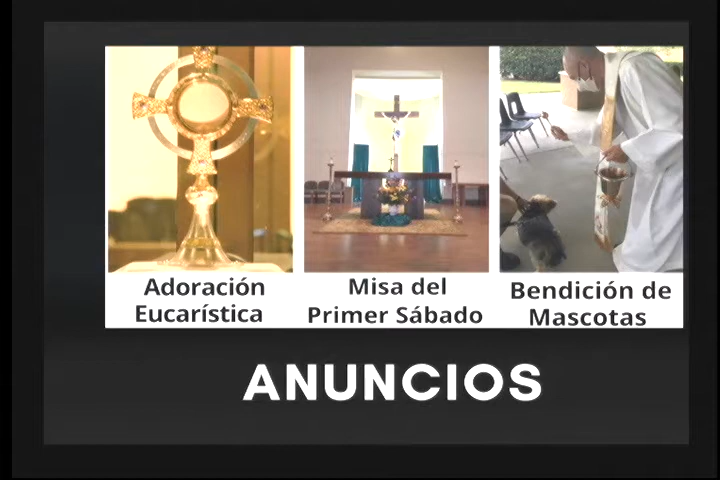 Adoración
Eucarística
Misa del
Primer Sábado
Bendición de
Mascotas
ANUNCIOS